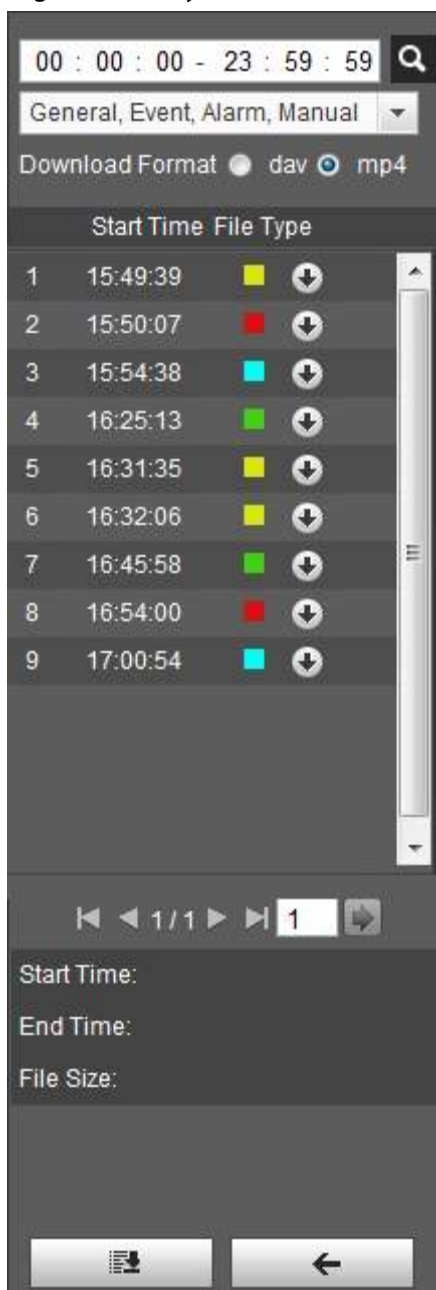 00 : 00 : 00 - 23 : 59 : 59
General, Event, Alarm, Manual
Download Format dav mp4
Start Time File Type
1 15:49:39
2 15:50:07
3 15:54:38
4 16:25:13
5 16:31:35
6 16:32:06
7 16:45:58
8 16:54:00
9 17:00:54
1/1 1
Start Time:
End Time:
File Size: